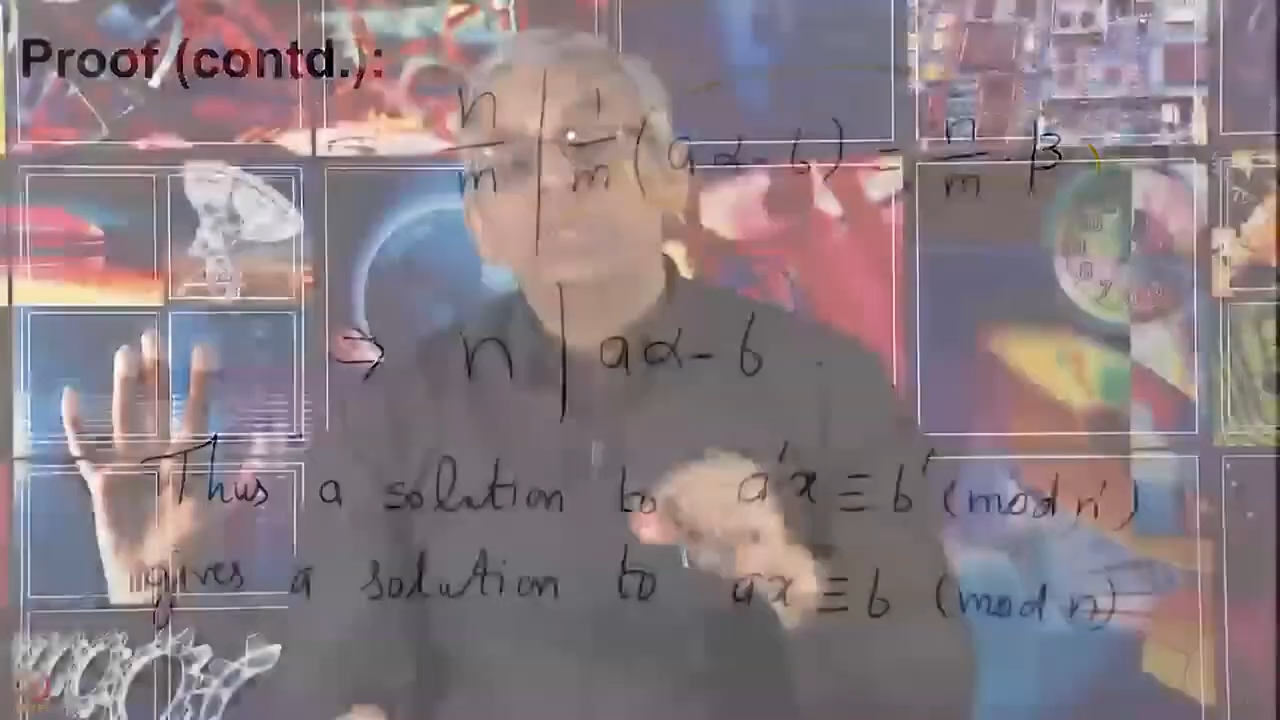 Proof (contd.):
n/m | 1/m (aα - b) = n/m · β
⇒ n | aα - b .
Thus a solution to a'x ≡ b' (mod n')
gives a solution to ax ≡ b (mod n)